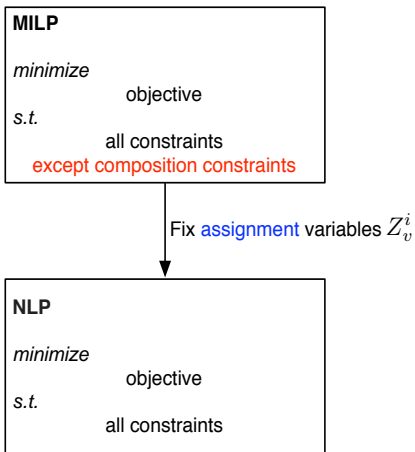 MILP
minimize
objective
s.t.
all constraints
except composition constraints
Fix assignment variables $Z_v^i$
NLP
minimize
objective
s.t.
all constraints